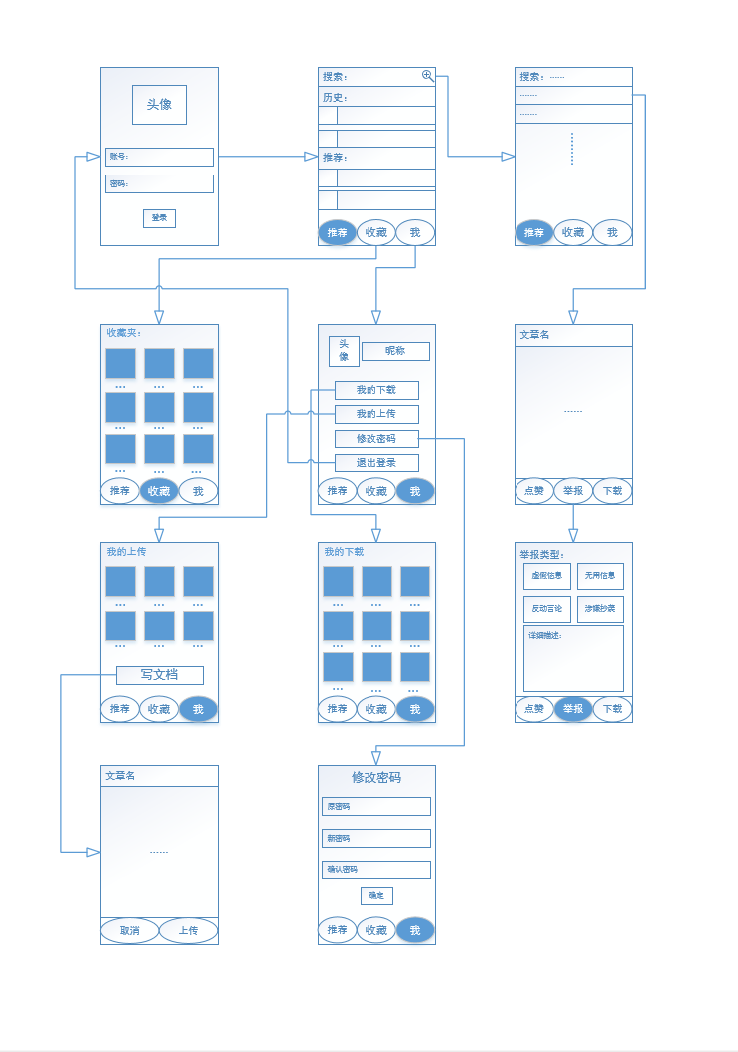 头像
账号：
密码：
登录
搜索：
历史：
推荐：
推荐 收藏 我
搜索：······
·······
·······
推荐 收藏 我
收藏夹：
推荐 收藏 我
头像
昵称
我的下载
我的上传
修改密码
退出登录
推荐 收藏 我
文章名
······
点赞 举报 下载
我的上传
写文档
推荐 收藏 我
我的下载
推荐 收藏 我
举报类型：
虚假信息 无用信息
反动言论 涉嫌抄袭
详细描述：
点赞 举报 下载
文章名
······
取消 上传
修改密码
原密码
新密码
确认密码
确定
推荐 收藏 我